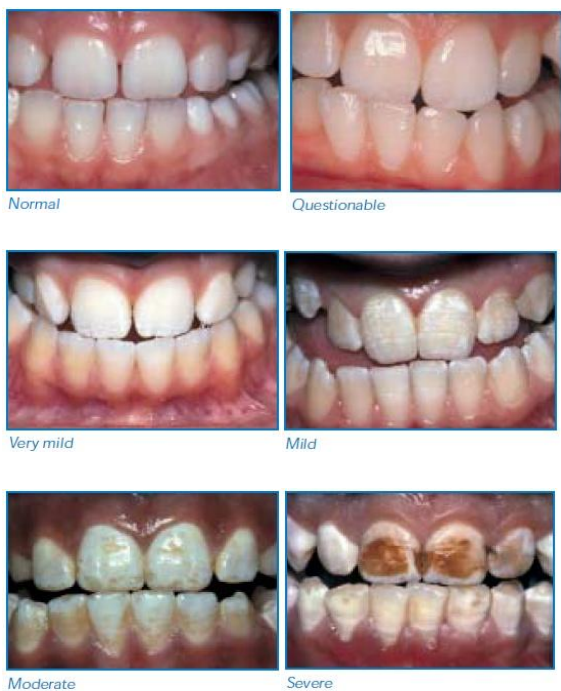 Normal
Questionable
Very mild
Mild
Moderate
Severe